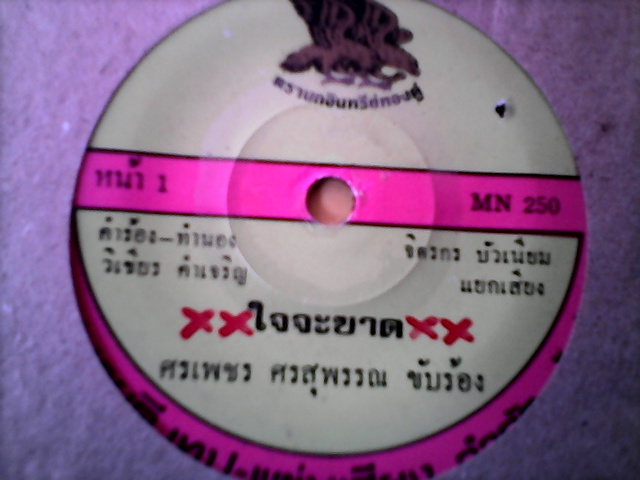 ตรานกอินทรีย์ทองคู่
หน้า 1
MN 250
คำร้อง-ทำนอง
วิเชียร คำเจริญ
จิตรกร บัวเนียม
แยกเสียง
××ใจจะขาด××
ศรเพชร ศรสุพรรณ ขับร้อง